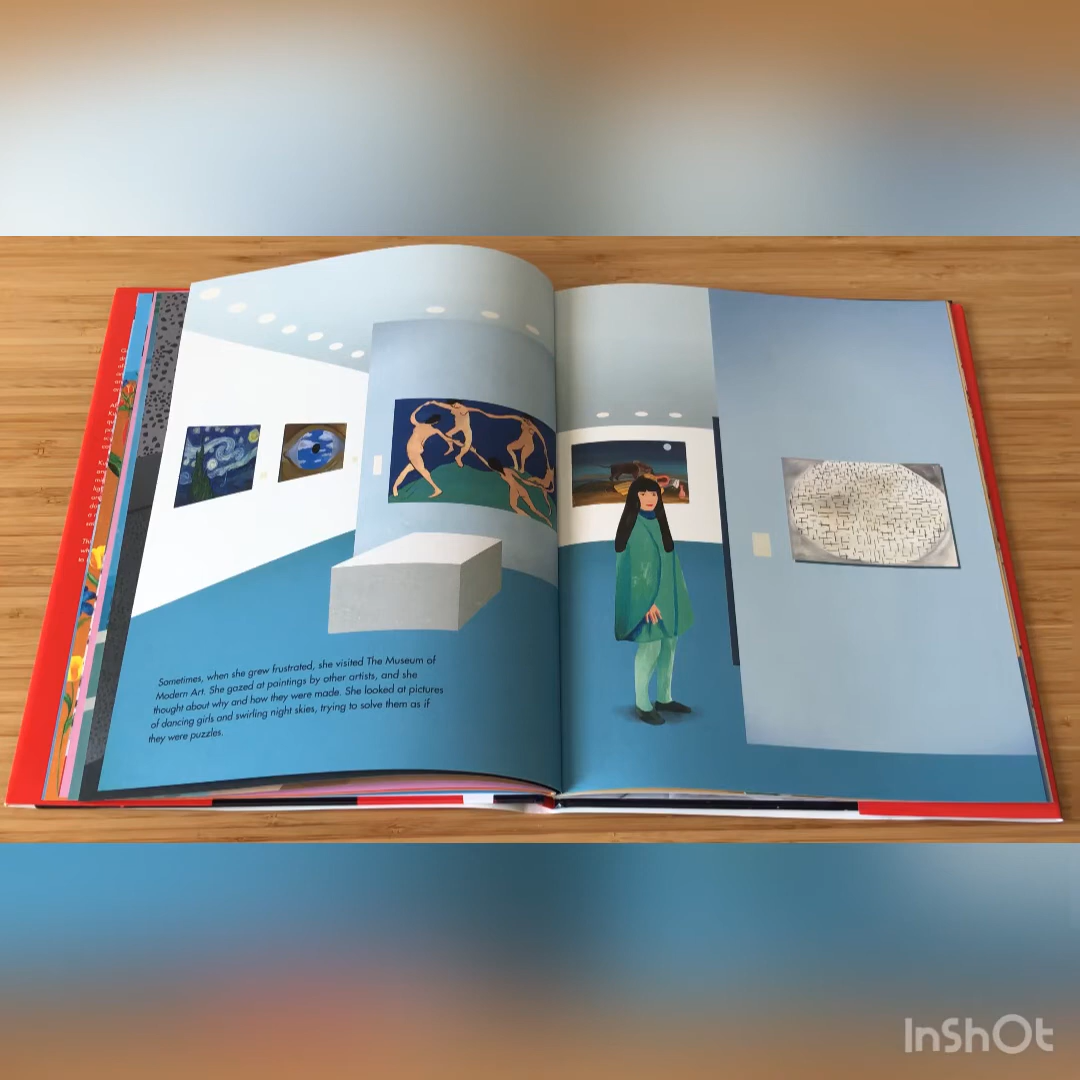 Sometimes, when she grew frustrated, she visited The Museum of
Modern Art. She gazed at paintings by other artists, and she
thought about why and how they were made. She looked at pictures
of dancing girls and swirling night skies, trying to solve them as if
they were puzzles.
InShOt